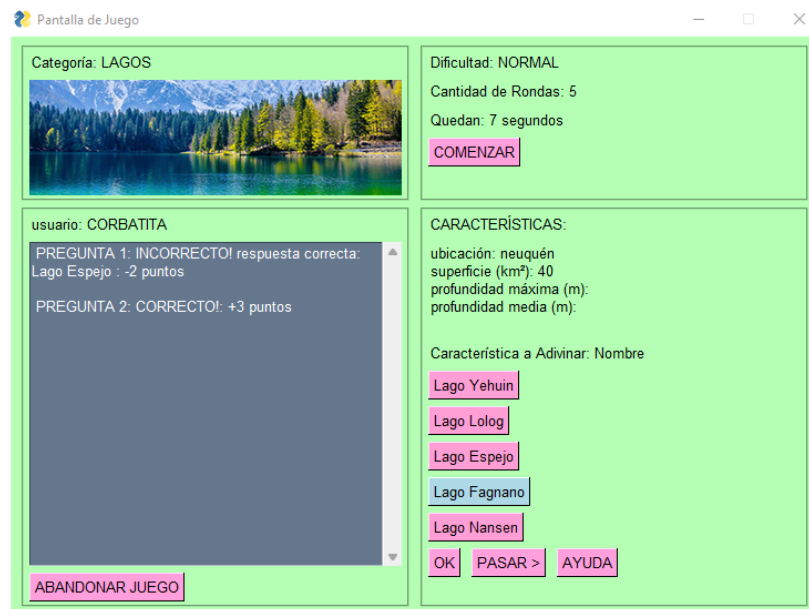 Pantalla de Juego
Categoría: LAGOS
usuario: CORBATITA
PREGUNTA 1: INCORRECTO! respuesta correcta:
Lago Espejo : -2 puntos
PREGUNTA 2: CORRECTO!: +3 puntos
ABANDONAR JUEGO
Dificultad: NORMAL
Cantidad de Rondas: 5
Quedan: 7 segundos
COMENZAR
CARACTERÍSTICAS:
ubicación: neuquén
superficie (km²): 40
profundidad máxima (m):
profundidad media (m):
Característica a Adivinar: Nombre
Lago Yehuin
Lago Lolog
Lago Espejo
Lago Fagnano
Lago Nansen
OK PASAR > AYUDA